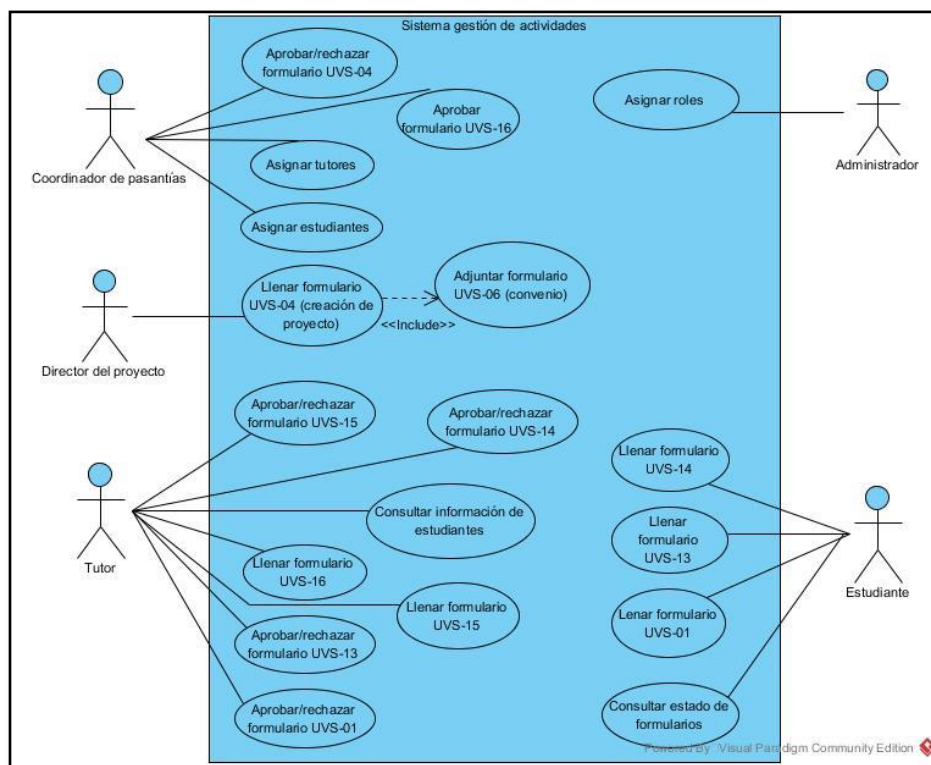 Sistema gestión de actividades
Aprobar/rechazar
formulario UVS-04
Aprobar
formulario UVS-16
Asignar roles
Coordinador de pasantías
Asignar tutores
Administrador
Asignar estudiantes
Llenar formulario
UVS-04 (creación de
proyecto)
<<Include>>
Adjuntar formulario
UVS-06 (convenio)
Director del proyecto
Aprobar/rechazar
formulario UVS-15
Aprobar/rechazar
formulario UVS-14
Llenar formulario
UVS-14
Consultar información de
estudiantes
Llenar
formulario
UVS-13
Tutor
Llenar formulario
UVS-16
Estudiante
Llenar formulario
UVS-15
Lenar formulario
UVS-01
Aprobar/rechazar
formulario UVS-13
Aprobar/rechazar
formulario UVS-01
Consultar estado de
formularios
Powered By Visual Paradigm Community Edition